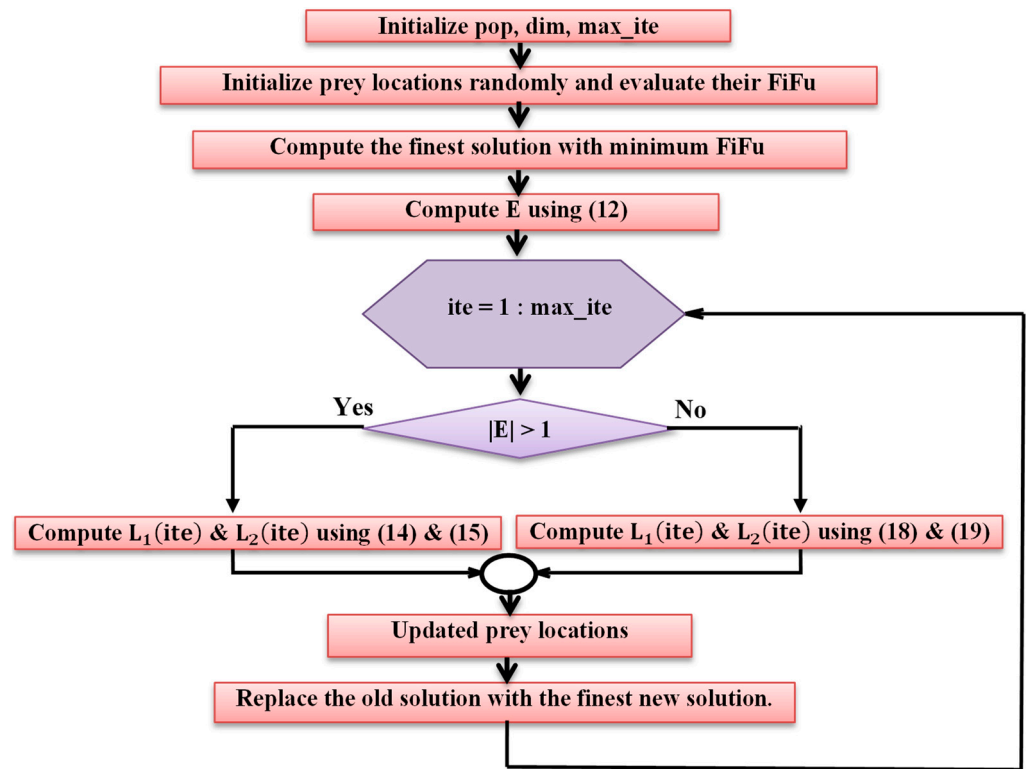 Initialize pop, dim, max_ite
Initialize prey locations randomly and evaluate their FiFu
Compute the finest solution with minimum FiFu
Compute E using (12)
ite = 1 : max_ite
|E| > 1
Yes
No
Compute L₁(ite) & L₂(ite) using (14) & (15)
Compute L₁(ite) & L₂(ite) using (18) & (19)
Updated prey locations
Replace the old solution with the finest new solution.